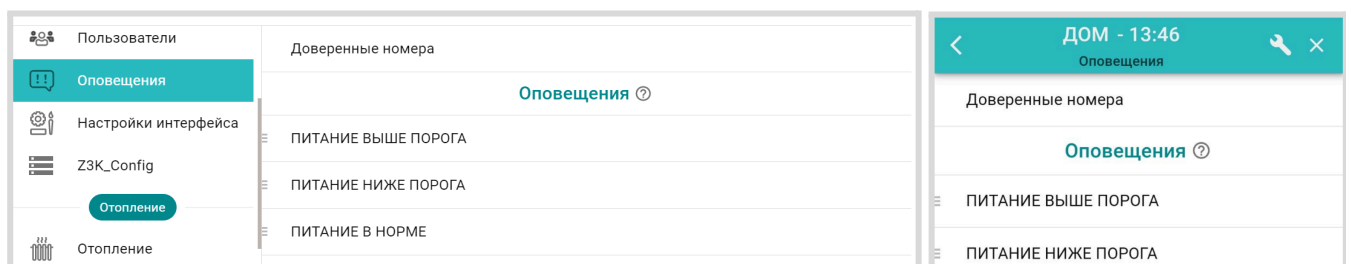 Пользователи
Оповещения
Настройки интерфейса
Z3K_Config
Отопление
Отопление
Доверенные номера
Оповещения ?
ПИТАНИЕ ВЫШЕ ПОРОГА
ПИТАНИЕ НИЖЕ ПОРОГА
ПИТАНИЕ В НОРМЕ
ДОМ - 13:46
Оповещения
Доверенные номера
Оповещения ?
ПИТАНИЕ ВЫШЕ ПОРОГА
ПИТАНИЕ НИЖЕ ПОРОГА